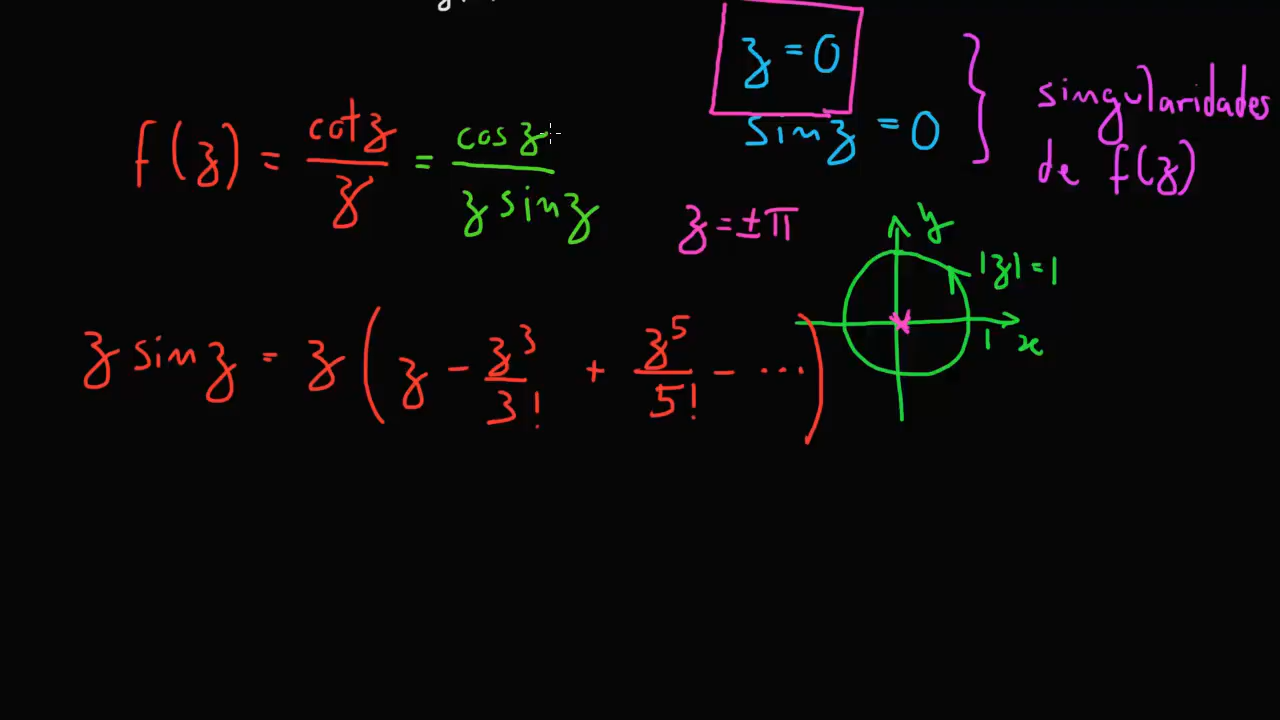 z = 0
sin z = 0
singularidades
de f(z)
f(z) = cot z / z = cos z / z sin z
z = ±π
y
|z| = 1
1 x
z sin z = z ( z - z³/3! + z⁵/5! - ··· )